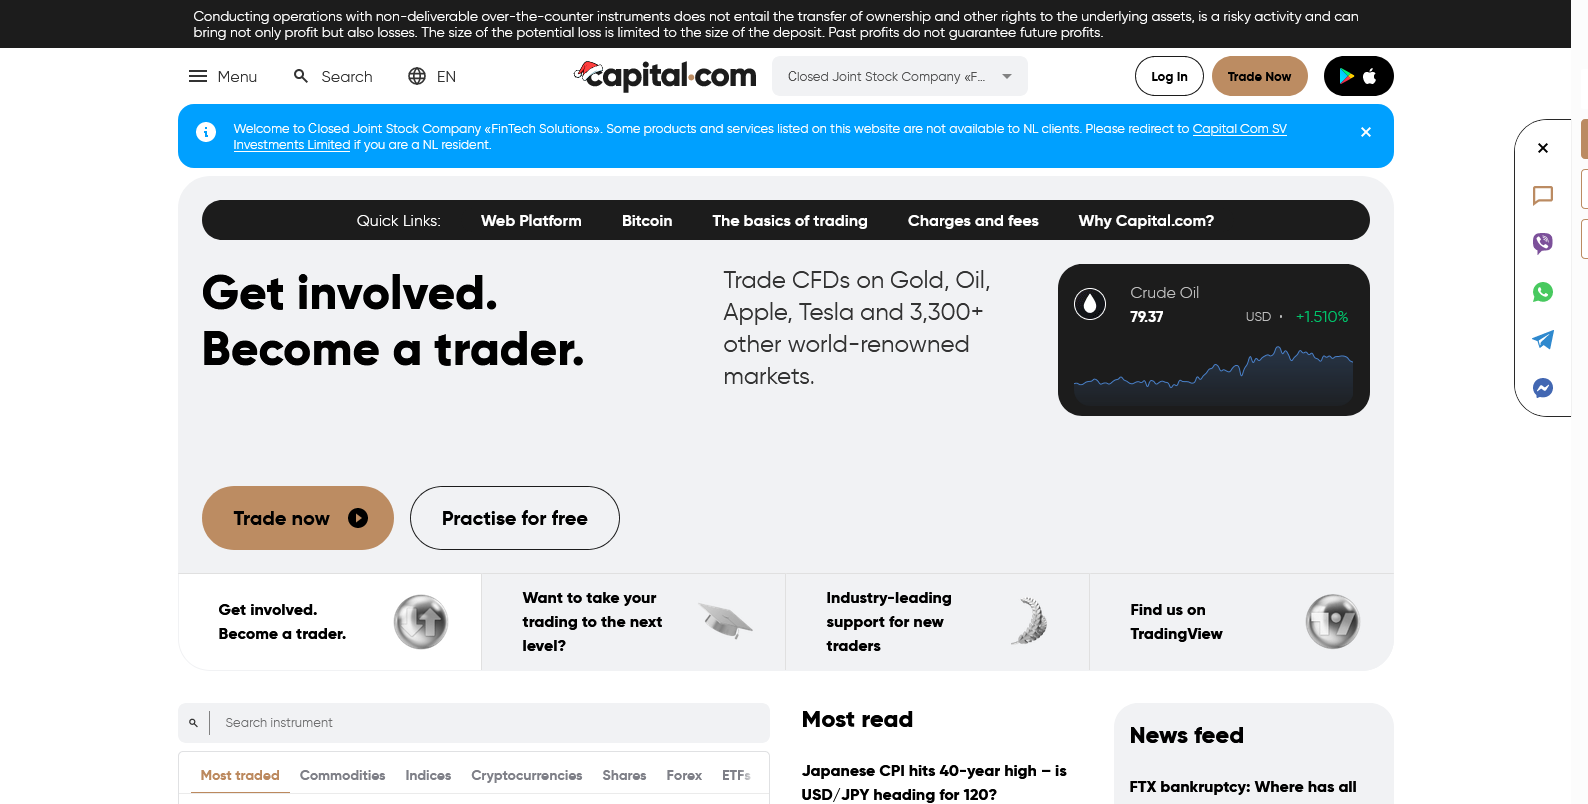 Conducting operations with non-deliverable over-the-counter instruments does not entail the transfer of ownership and other rights to the underlying assets, is a risky activity and can
bring not only profit but also losses. The size of the potential loss is limited to the size of the deposit. Past profits do not guarantee future profits.
Menu
Search
EN
capital.com
Closed Joint Stock Company «F...
Log In
Trade Now
Welcome to Closed Joint Stock Company «FinTech Solutions». Some products and services listed on this website are not available to NL clients. Please redirect to Capital Com SV
Investments Limited if you are a NL resident.
Quick Links:
Web Platform
Bitcoin
The basics of trading
Charges and fees
Why Capital.com?
Get involved.
Become a trader.
Trade CFDs on Gold, Oil,
Apple, Tesla and 3,300+
other world-renowned
markets.
Crude Oil
79.37
USD
+1.510%
Trade now
Practise for free
Get involved.
Become a trader.
Want to take your
trading to the next
level?
Industry-leading
support for new
traders
Find us on
TradingView
Search instrument
Most traded
Commodities
Indices
Cryptocurrencies
Shares
Forex
ETFs
Most read
Japanese CPI hits 40-year high – is
USD/JPY heading for 120?
News feed
FTX bankruptcy: Where has all